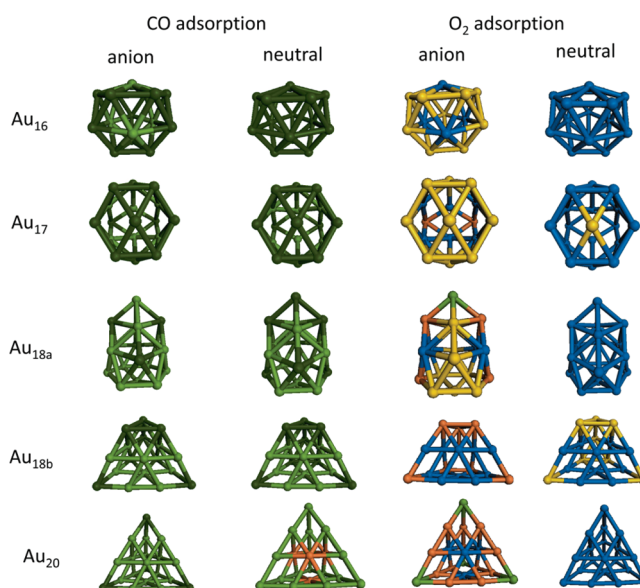 CO adsorption O₂ adsorption
anion neutral anion neutral
Au₁₆
Au₁₇
Au₁₈ₐ
Au₁₈b
Au₂₀